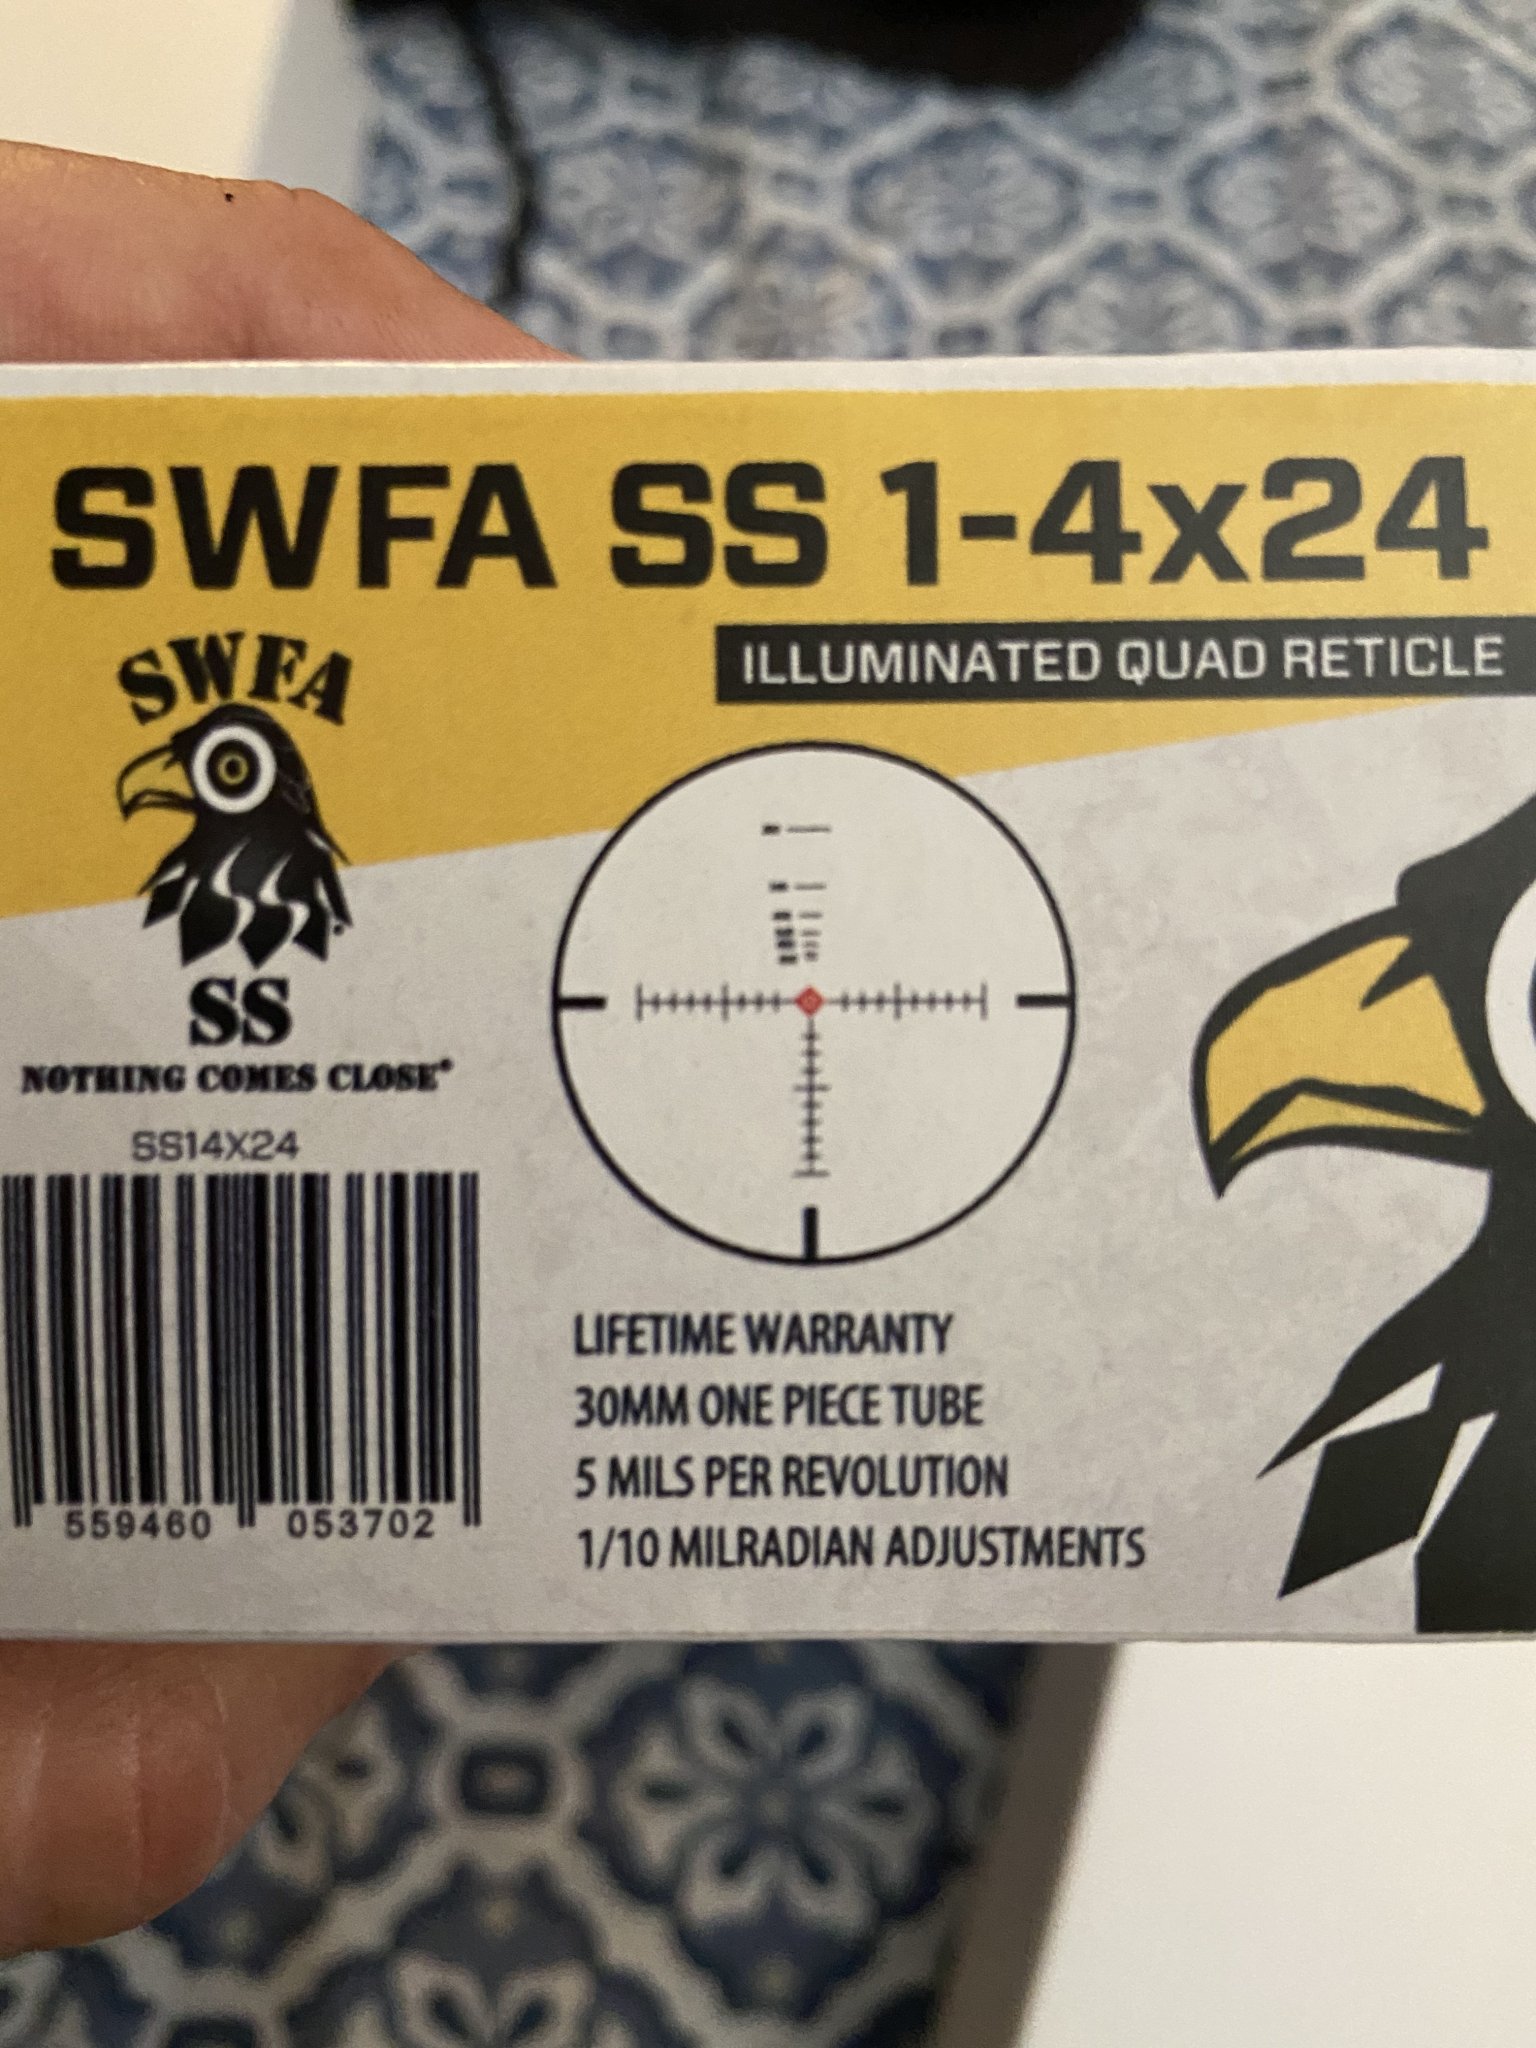 SWFA SS 1-4x24
ILLUMINATED QUAD RETICLE
SWFA
SS
NOTHING COMES CLOSE®
SS14X24
559460 053702
LIFETIME WARRANTY
30MM ONE PIECE TUBE
5 MILS PER REVOLUTION
1/10 MILRADIAN ADJUSTMENTS